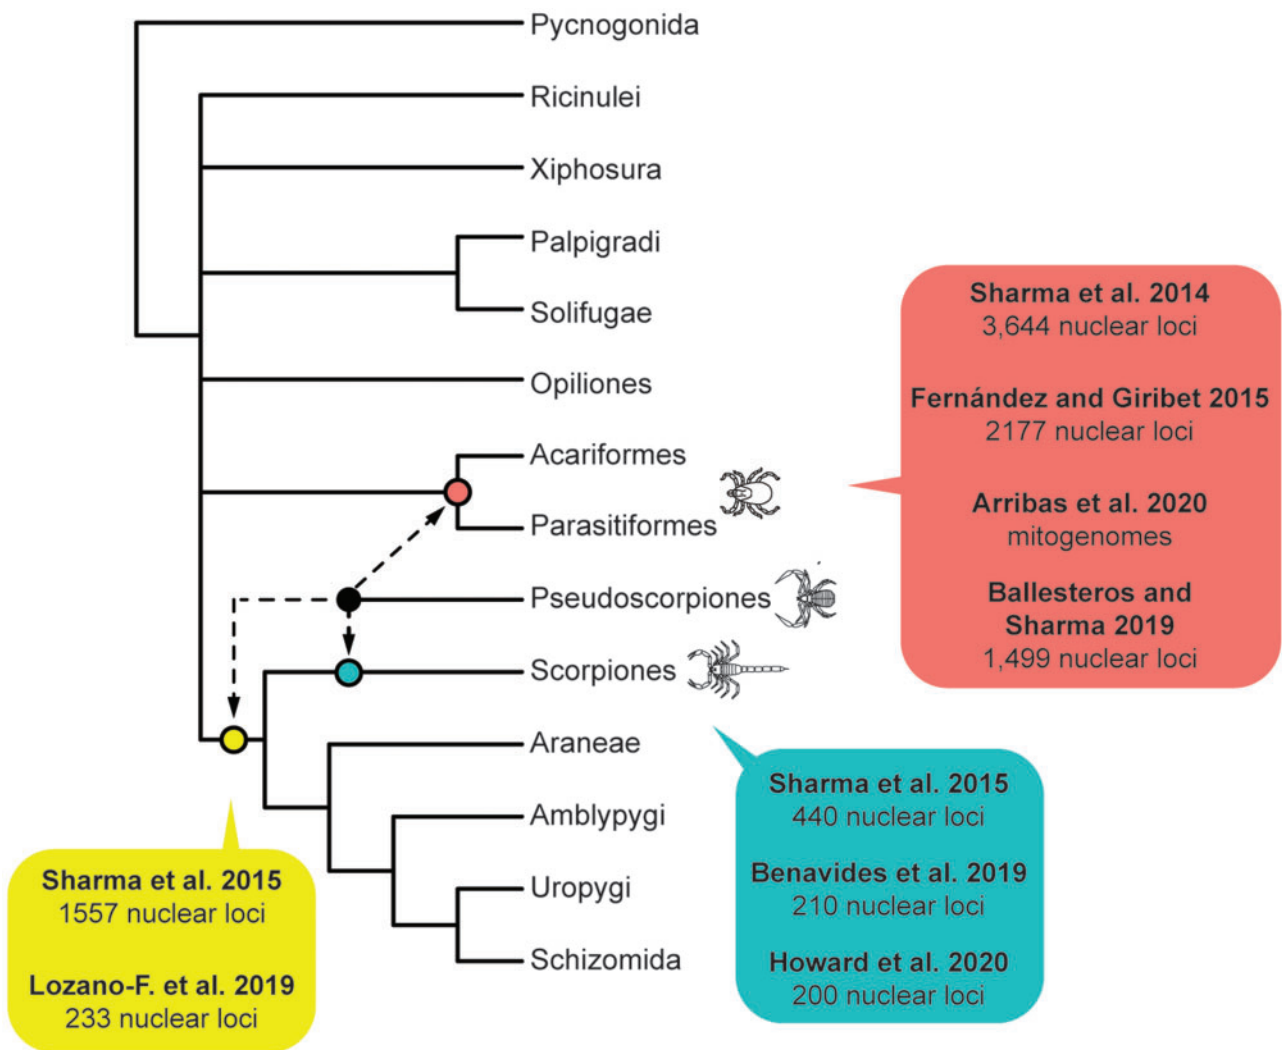 Pycnogonida
Ricinulei
Xiphosura
Palpigradi
Solifugae
Opiliones
Acariformes
Parasitiformes
Pseudoscorpiones
Scorpiones
Araneae
Amblypygi
Uropygi
Schizomida
Sharma et al. 2014
3,644 nuclear loci
Fernández and Giribet 2015
2177 nuclear loci
Arribas et al. 2020
mitogenomes
Ballesteros and
Sharma 2019
1,499 nuclear loci
Sharma et al. 2015
440 nuclear loci
Benavides et al. 2019
210 nuclear loci
Howard et al. 2020
200 nuclear loci
Sharma et al. 2015
1557 nuclear loci
Lozano-F. et al. 2019
233 nuclear loci